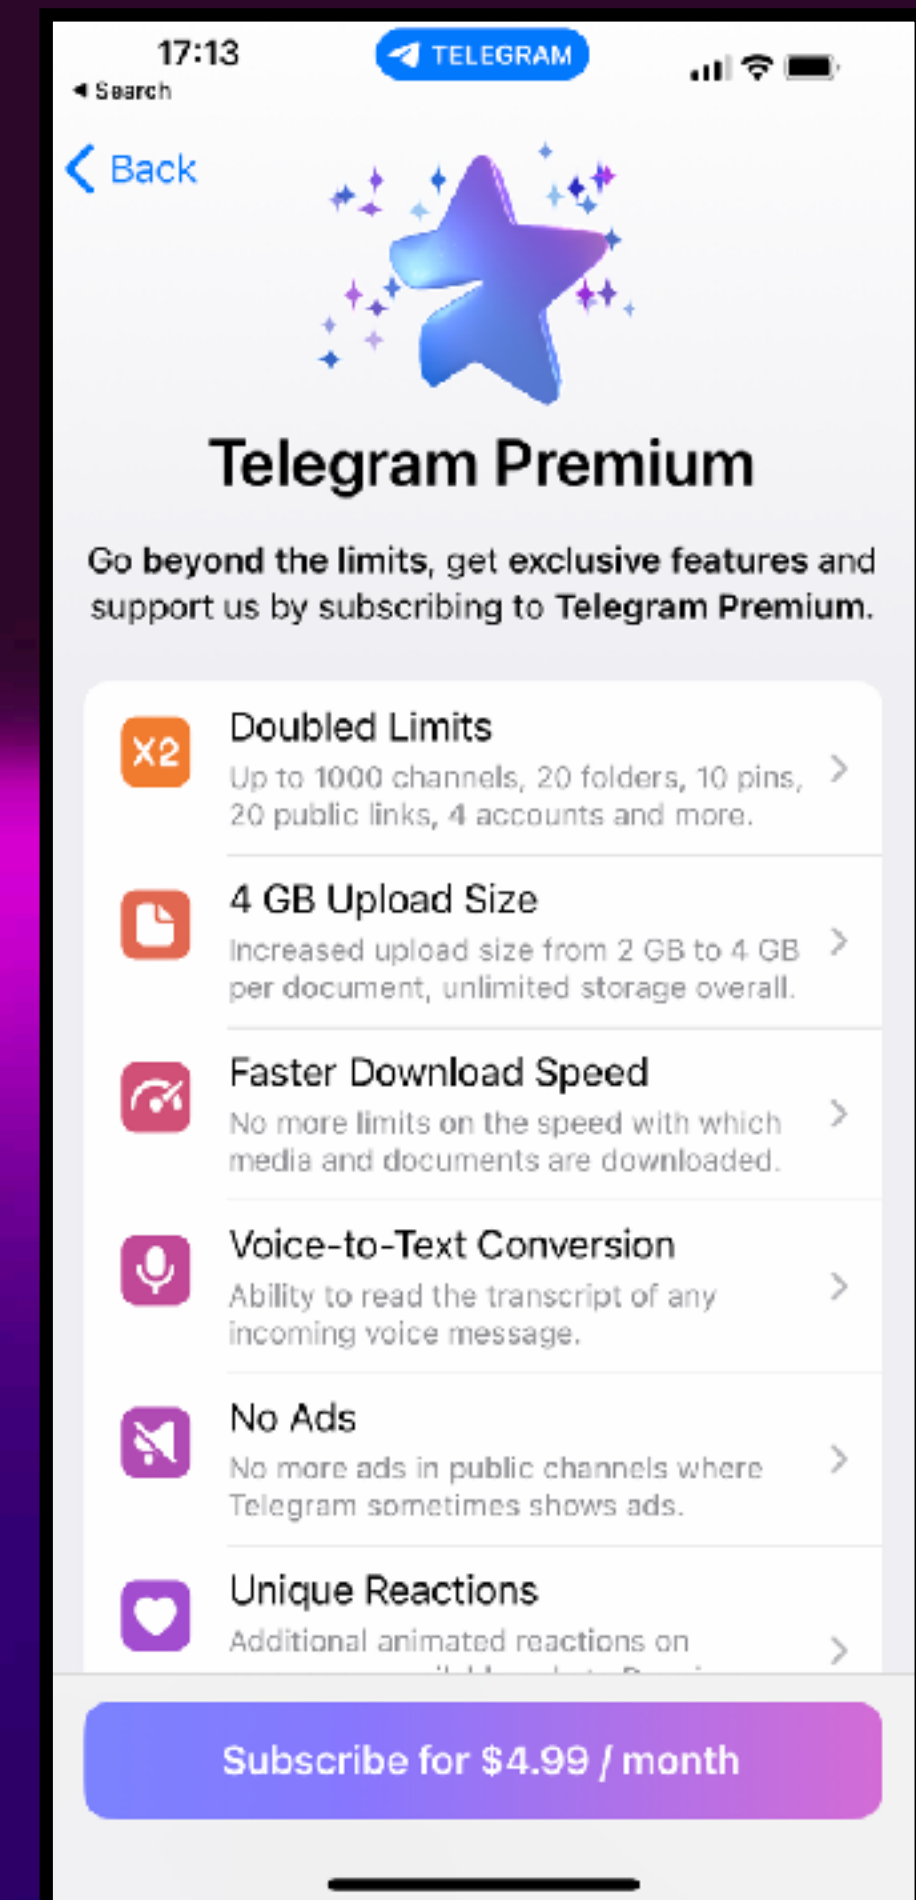 17:13
TELEGRAM
◀ Search
Back
Telegram Premium
Go beyond the limits, get exclusive features and
support us by subscribing to Telegram Premium.
X2
Doubled Limits
Up to 1000 channels, 20 folders, 10 pins,
20 public links, 4 accounts and more.
4 GB Upload Size
Increased upload size from 2 GB to 4 GB
per document, unlimited storage overall.
Faster Download Speed
No more limits on the speed with which
media and documents are downloaded.
Voice-to-Text Conversion
Ability to read the transcript of any
incoming voice message.
No Ads
No more ads in public channels where
Telegram sometimes shows ads.
Unique Reactions
Additional animated reactions on
Subscribe for $4.99 / month